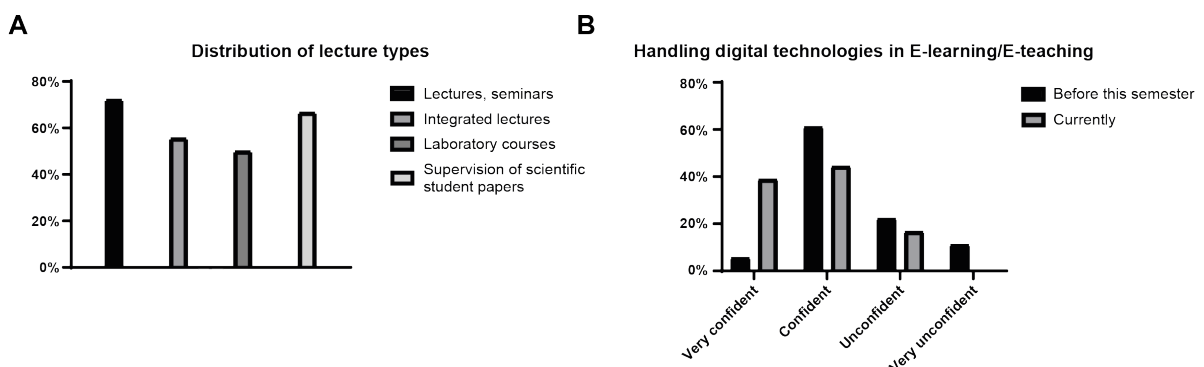 A
Distribution of lecture types
80%
60%
40%
20%
0%
Lectures, seminars
Integrated lectures
Laboratory courses
Supervision of scientific
student papers
B
Handling digital technologies in E-learning/E-teaching
80%
60%
40%
20%
0%
Very confident
Confident
Unconfident
Very unconfident
Before this semester
Currently